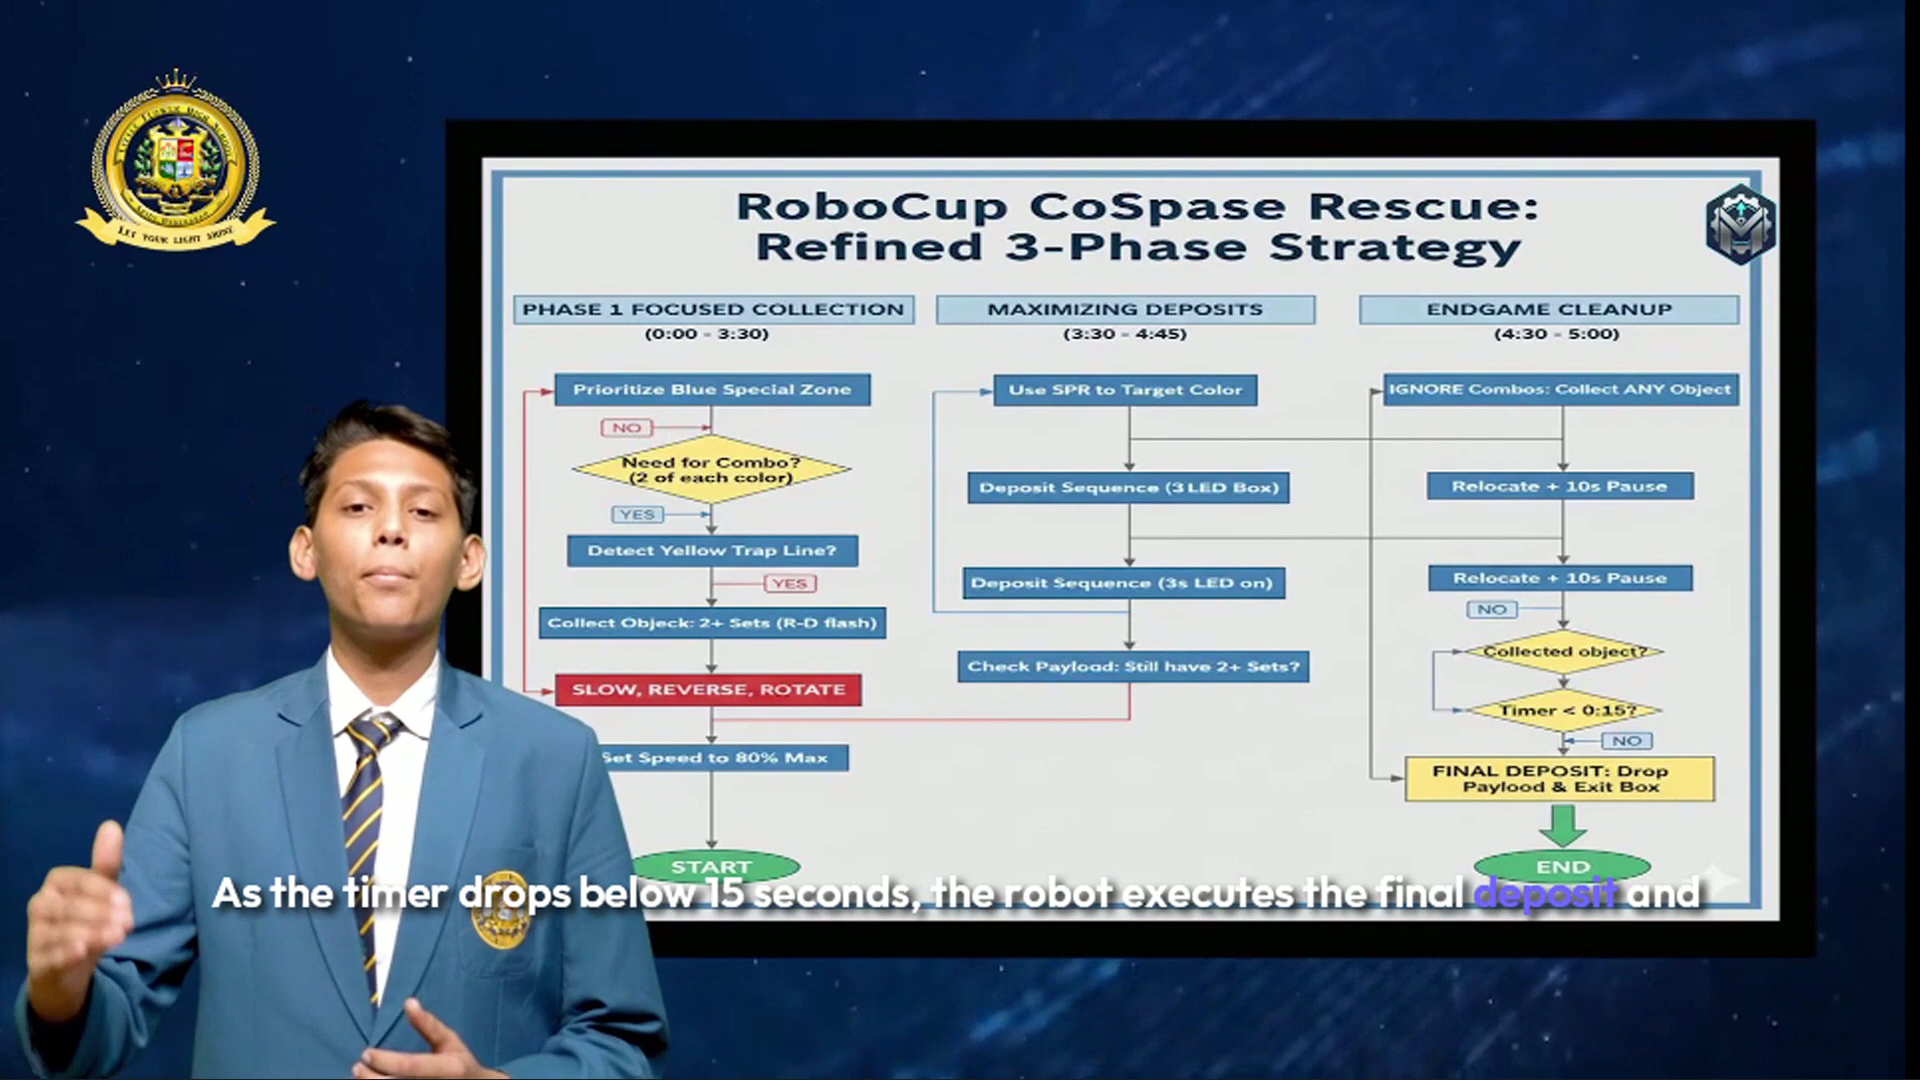 LET YOUR LIGHT SHINE
RoboCup CoSpase Rescue:
Refined 3-Phase Strategy
PHASE 1 FOCUSED COLLECTION
(0:00 - 3:30)
Prioritize Blue Special Zone
NO
Need for Combo?
(2 of each color)
YES
Detect Yellow Trap Line?
YES
Collect Objeck: 2+ Sets (R-D flash)
SLOW, REVERSE, ROTATE
Set Speed to 80% Max
START
MAXIMIZING DEPOSITS
(3:30 - 4:45)
Use SPR to Target Color
Deposit Sequence (3 LED Box)
Deposit Sequence (3s LED on)
Check Payload: Still have 2+ Sets?
ENDGAME CLEANUP
(4:30 - 5:00)
IGNORE Combos: Collect ANY Object
Relocate + 10s Pause
Relocate + 10s Pause
NO
Collected object?
Timer < 0:15?
NO
FINAL DEPOSIT: Drop
Paylood & Exit Box
END
As the timer drops below 15 seconds, the robot executes the final deposit and